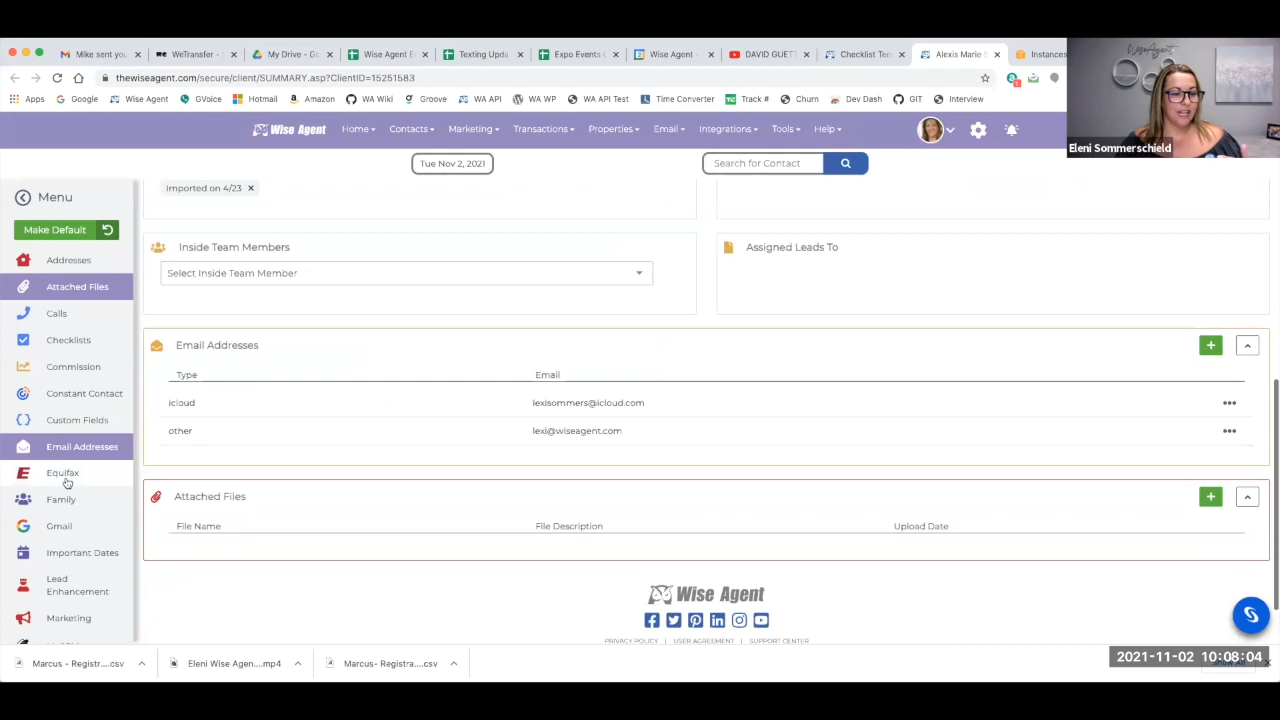 Mike sent you
WeTransfer -
My Drive - Go
Wise Agent E
Texting Upda
Expo Events
Wise Agent -
DAVID GUETT
Checklist Tem
Alexis Marie S
Instances
thewiseagent.com/secure/client/SUMMARY.asp?ClientID=15251583
Apps Google Wise Agent GVoice Hotmail Amazon WA Wiki Groove WA API WA WP WA API Test Time Converter Track # Churn Dev Dash GIT Interview
Wise Agent Home Contacts Marketing Transactions Properties Email Integrations Tools Help
Eleni Sommerschield
Tue Nov 2, 2021
Search for Contact
Menu
Make Default
Addresses
Attached Files
Calls
Checklists
Commission
Constant Contact
Custom Fields
Email Addresses
Equifax
Family
Gmail
Important Dates
Lead
Enhancement
Marketing
Imported on 4/23 ×
Inside Team Members
Select Inside Team Member
Assigned Leads To
Email Addresses
Type Email
icloud lexisommers@icloud.com
other lexi@wiseagent.com
Attached Files
File Name File Description Upload Date
Wise Agent
PRIVACY POLICY | USER AGREEMENT | SUPPORT CENTER
Marcus - Registr....csv
Eleni Wise Agen....mp4
Marcus- Registra....csv
2021-11-02 10:08:04